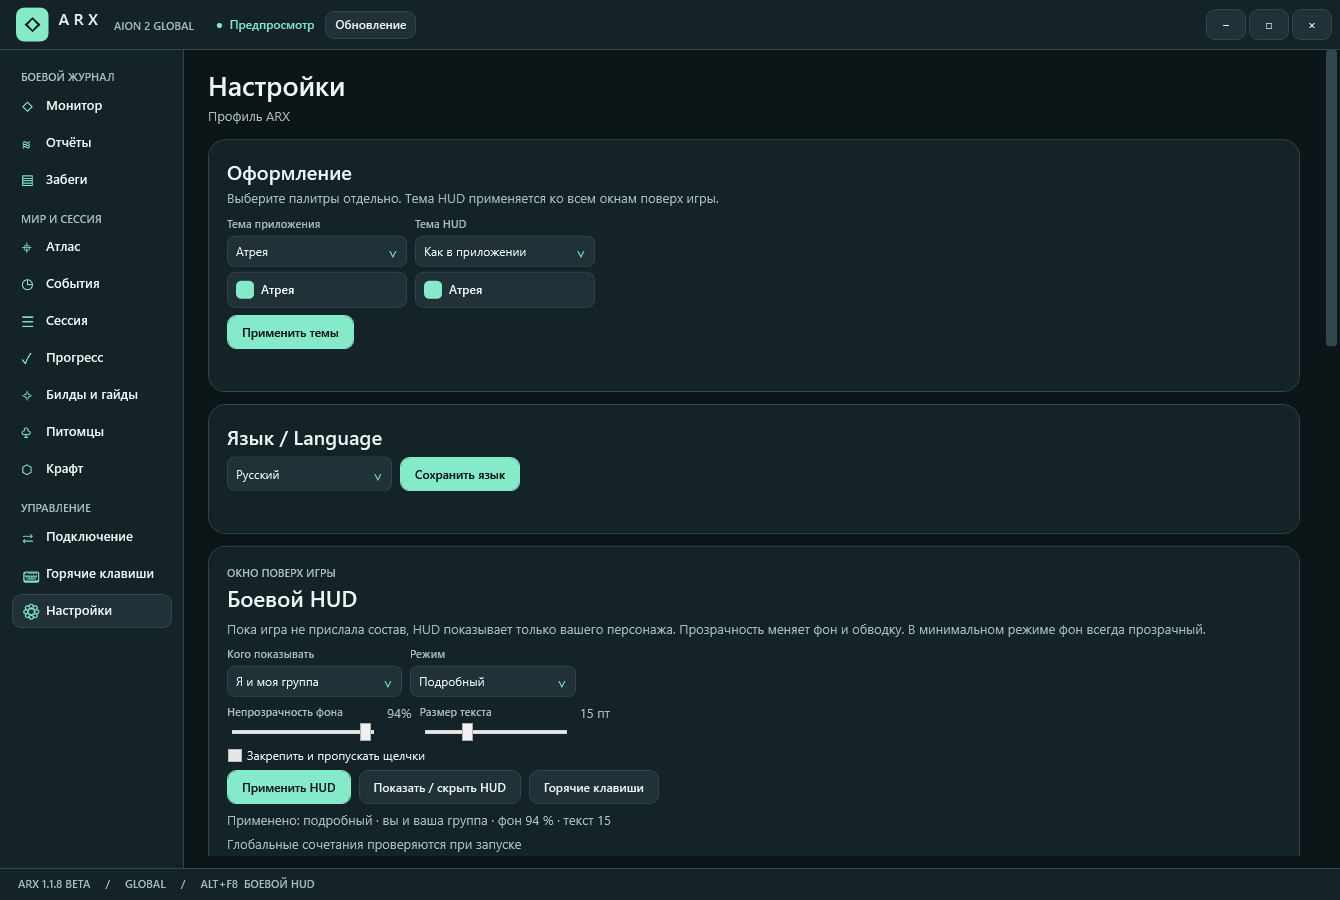 ARX AION 2 GLOBAL ● Предпросмотр Обновление
БОЕВОЙ ЖУРНАЛ
Монитор
Отчёты
Забеги
МИР И СЕССИЯ
Атлас
События
Сессия
Прогресс
Билды и гайды
Питомцы
Крафт
УПРАВЛЕНИЕ
Подключение
Горячие клавиши
Настройки
Настройки
Профиль ARX
Оформление
Выберите палитры отдельно. Тема HUD применяется ко всем окнам поверх игры.
Тема приложения Тема HUD
Атрея Как в приложении
Атрея Атрея
Применить темы
Язык / Language
Русский Сохранить язык
ОКНО ПОВЕРХ ИГРЫ
Боевой HUD
Пока игра не прислала состав, HUD показывает только вашего персонажа. Прозрачность меняет фон и обводку. В минимальном режиме фон всегда прозрачный.
Кого показывать Режим
Я и моя группа Подробный
Непрозрачность фона 94% Размер текста 15 пт
Закрепить и пропускать щелчки
Применить HUD Показать / скрыть HUD Горячие клавиши
Применено: подробный · вы и ваша группа · фон 94 % · текст 15
Глобальные сочетания проверяются при запуске
ARX 1.1.8 BETA / GLOBAL / ALT+F8 БОЕВОЙ HUD